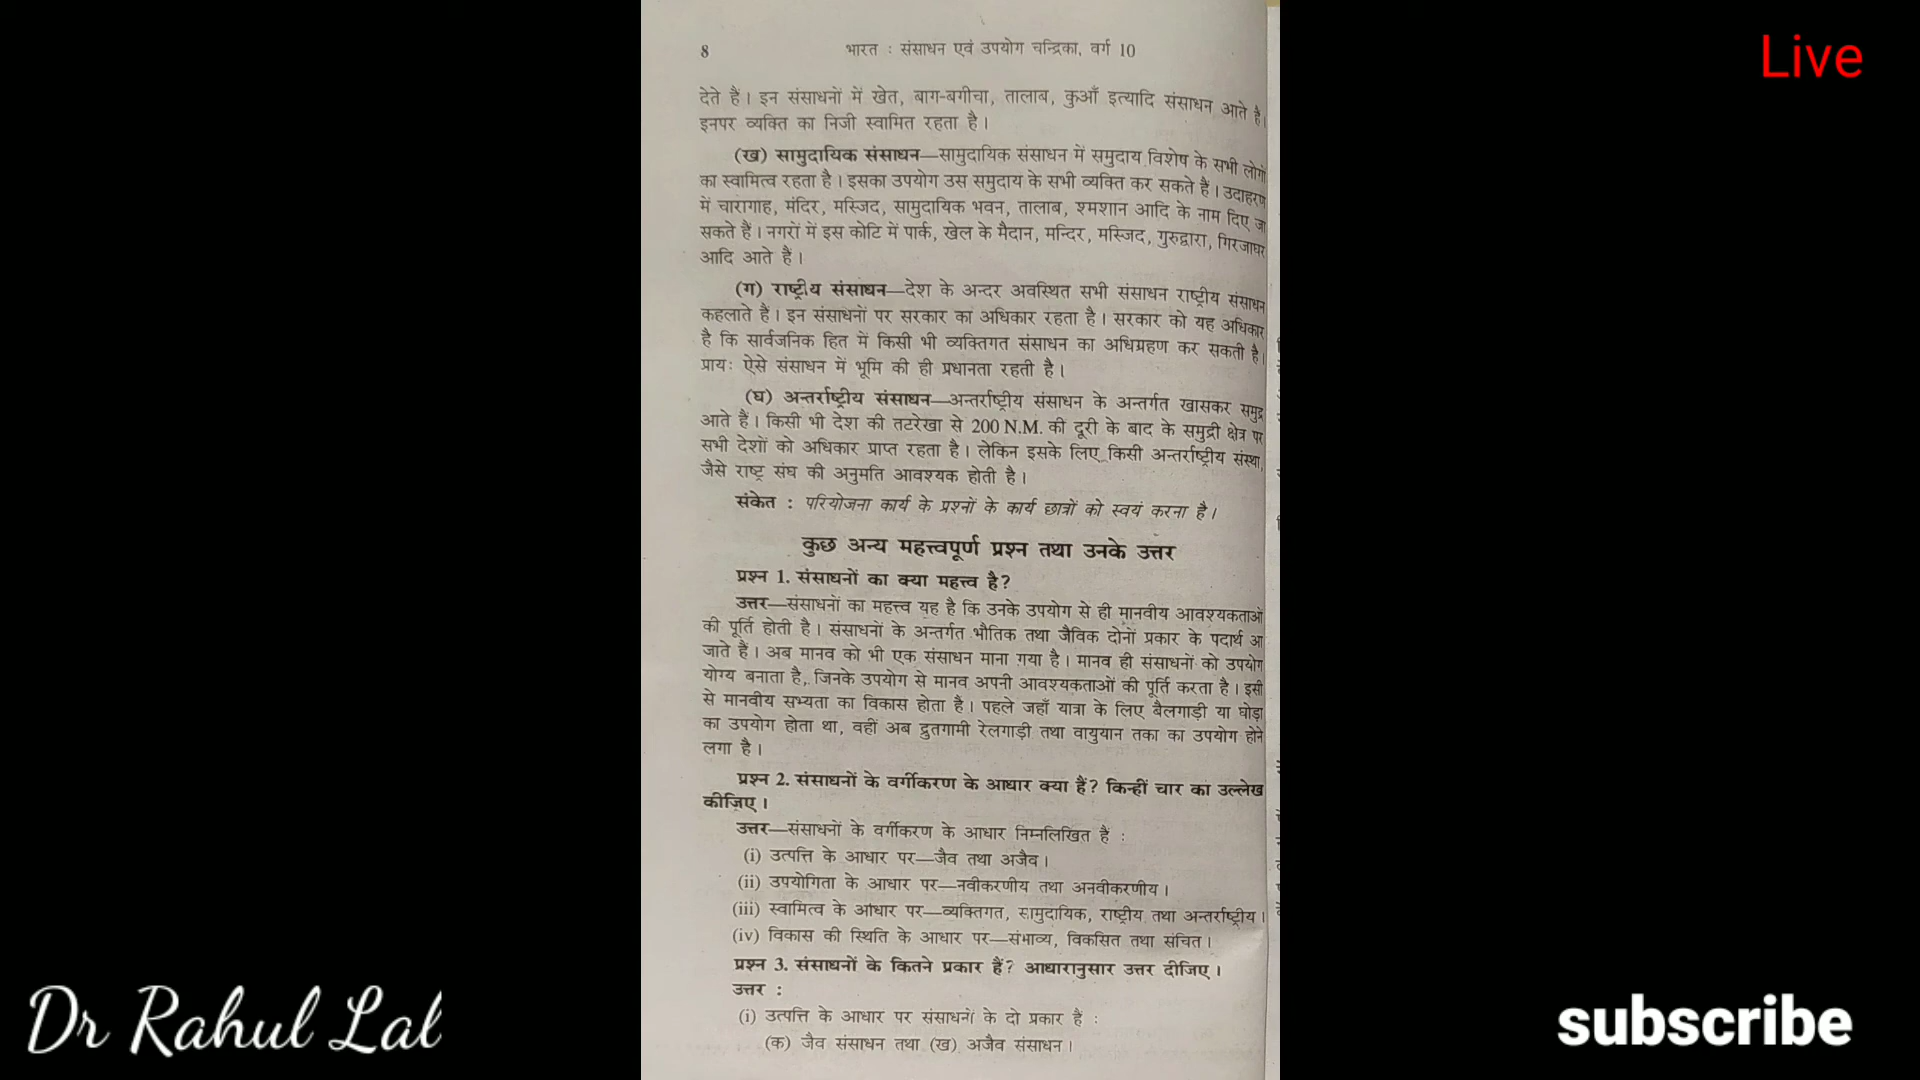 8 भारत : संसाधन एवं उपयोग चन्द्रिका, वर्ग 10
Live
देते हैं। इन संसाधनों में खेत, बाग-बगीचा, तालाब, कुआँ इत्यादि संसाधन आते है।
इनपर व्यक्ति का निजी स्वामित रहता है।
(ख) सामुदायिक संसाधन—सामुदायिक संसाधन में समुदाय विशेष के सभी लोगों
का स्वामित्व रहता है। इसका उपयोग उस समुदाय के सभी व्यक्ति कर सकते हैं। उदाहरण
में चारागाह, मंदिर, मस्जिद, सामुदायिक भवन, तालाब, श्मशान आदि के नाम दिए जा
सकते हैं। नगरों में इस कोटि में पार्क, खेल के मैदान, मन्दिर, मस्जिद, गुरुद्वारा, गिरजाघर
आदि आते हैं।
(ग) राष्ट्रीय संसाधन—देश के अन्दर अवस्थित सभी संसाधन राष्ट्रीय संसाधन
कहलाते हैं। इन संसाधनों पर सरकार का अधिकार रहता है। सरकार को यह अधिकार
है कि सार्वजनिक हित में किसी भी व्यक्तिगत संसाधन का अधिग्रहण कर सकती है।
प्रायः ऐसे संसाधन में भूमि की ही प्रधानता रहती है।
(घ) अन्तर्राष्ट्रीय संसाधन—अन्तर्राष्ट्रीय संसाधन के अन्तर्गत खासकर समुद्र
आते हैं। किसी भी देश की तटरेखा से 200 N.M. की दूरी के बाद के समुद्री क्षेत्र पर
सभी देशों को अधिकार प्राप्त रहता है। लेकिन इसके लिए किसी अन्तर्राष्ट्रीय संस्था,
जैसे राष्ट्र संघ की अनुमति आवश्यक होती है।
संकेत : परियोजना कार्य के प्रश्नों के कार्य छात्रों को स्वयं करना है।
कुछ अन्य महत्त्वपूर्ण प्रश्न तथा उनके उत्तर
प्रश्न 1. संसाधनों का क्या महत्त्व है?
उत्तर—संसाधनों का महत्त्व यह है कि उनके उपयोग से ही मानवीय आवश्यकताओं
की पूर्ति होती है। संसाधनों के अन्तर्गत भौतिक तथा जैविक दोनों प्रकार के पदार्थ आ
जाते हैं। अब मानव को भी एक संसाधन माना गया है। मानव ही संसाधनों को उपयोग
योग्य बनाता है, जिनके उपयोग से मानव अपनी आवश्यकताओं की पूर्ति करता है। इसी
से मानवीय सभ्यता का विकास होता है। पहले जहाँ यात्रा के लिए बैलगाड़ी या घोड़ा
का उपयोग होता था, वहीं अब द्रुतगामी रेलगाड़ी तथा वायुयान तका का उपयोग होने
लगा है।
प्रश्न 2. संसाधनों के वर्गीकरण के आधार क्या हैं? किन्हीं चार का उल्लेख
कीजिए।
उत्तर—संसाधनों के वर्गीकरण के आधार निम्नलिखित हैं :
(i) उत्पत्ति के आधार पर—जैव तथा अजैव।
(ii) उपयोगिता के आधार पर—नवीकरणीय तथा अनवीकरणीय।
(iii) स्वामित्व के आधार पर—व्यक्तिगत, सामुदायिक, राष्ट्रीय तथा अन्तर्राष्ट्रीय।
(iv) विकास की स्थिति के आधार पर—संभाव्य, विकसित तथा संचित।
प्रश्न 3. संसाधनों के कितने प्रकार हैं? आधारानुसार उत्तर दीजिए।
उत्तर :
(i) उत्पत्ति के आधार पर संसाधनों के दो प्रकार हैं :
(क) जैव संसाधन तथा (ख) अजैव संसाधन।
Dr Rahul Lal
subscribe